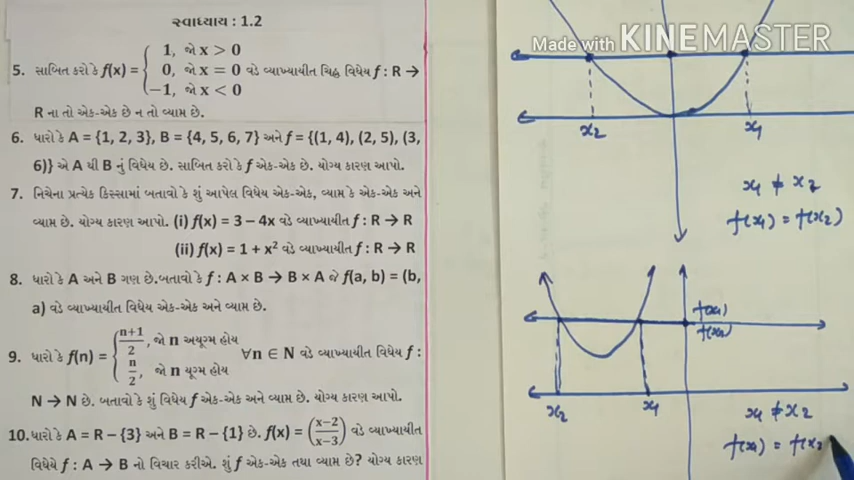 સ્વાધ્યાય : 1.2
5. સાબિત કરો કે f(x) = { 1, જો x > 0
0, જો x = 0 વડે વ્યાખ્યાયીત ચિહ્ન વિધેય f : R →
−1, જો x < 0
R ના તો એક-એક છે ન તો વ્યાપ્ત છે.
6. ધારો કે A = {1, 2, 3}, B = {4, 5, 6, 7} અને f = {(1, 4), (2, 5), (3,
6)} એ A થી B નું વિધેય છે. સાબિત કરો કે f એક-એક છે. યોગ્ય કારણ આપો.
7. નિચેના પ્રત્યેક કિસ્સામાં બતાવો કે શું આપેલ વિધેય એક-એક, વ્યાપ્ત કે એક-એક અને
વ્યાપ્ત છે. યોગ્ય કારણ આપો. (i) f(x) = 3 − 4x વડે વ્યાખ્યાયીત f : R → R
(ii) f(x) = 1 + x² વડે વ્યાખ્યાયીત f : R → R
8. ધારો કે A અને B ગણ છે. બતાવો કે f : A × B → B × A જે f(a, b) = (b,
a) વડે વ્યાખ્યાયીત વિધેય એક-એક અને વ્યાપ્ત છે.
9. ધારો કે f(n) = { n+1/2, જો n અયૂગ્મ હોય
n/2, જો n યૂગ્મ હોય ∀n ∈ N વડે વ્યાખ્યાયીત વિધેય f :
N → N છે. બતાવો કે શું વિધેય f એક-એક અને વ્યાપ્ત છે. યોગ્ય કારણ આપો.
10. ધારો કે A = R − {3} અને B = R − {1} છે. f(x) = (x−2/x−3) વડે વ્યાખ્યાયીત
વિધેય f : A → B નો વિચાર કરીએ. શું f એક-એક તથા વ્યાપ્ત છે? યોગ્ય કારણ
Made with KINEMASTER
x₂ x₁
x₁ ≠ x₂
f(x₁) = f(x₂)
f(x₁)
f(x₂)
x₂ x₁
x₁ ≠ x₂
f(x₁) = f(x₂